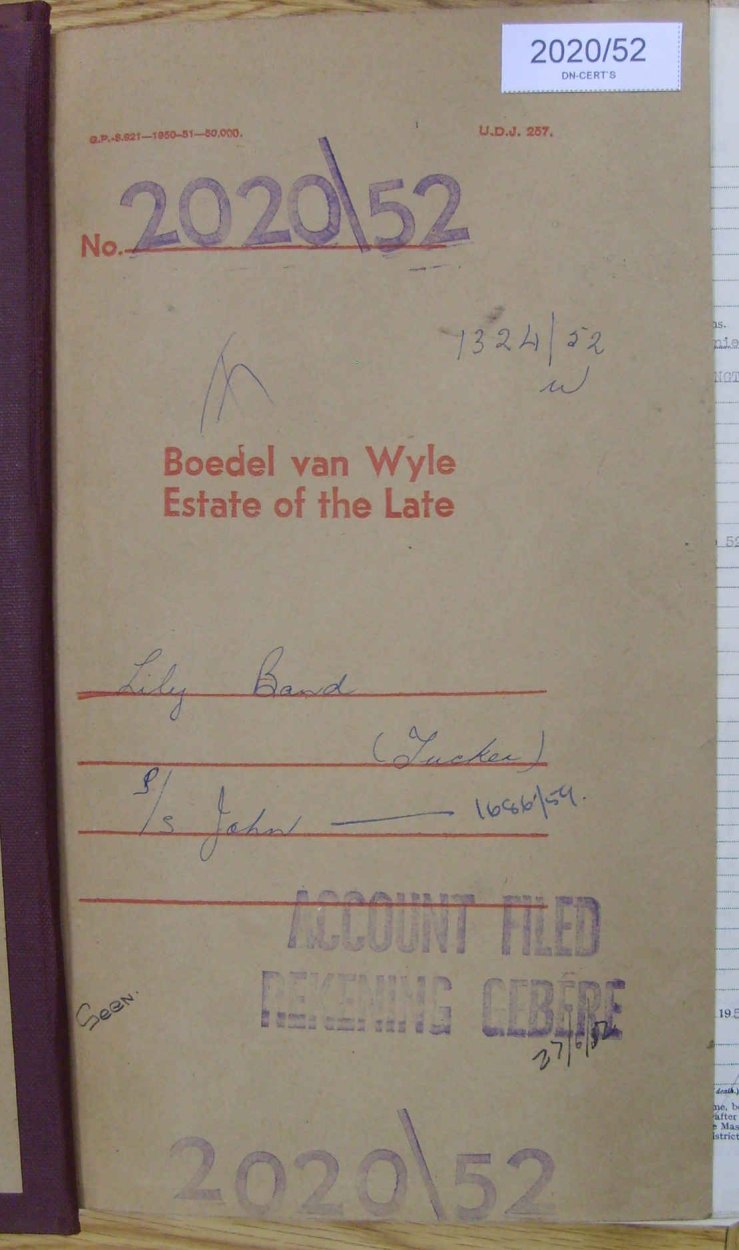 2020/52
DN-CERT'S
G.P.-S.921—1950-51—50,000.
U.D.J. 257.
No. 2020\52
1324/52
w
Boedel van Wyle
Estate of the Late
Lily Band
(Tucker)
P/s John — 1686/54.
ACCOUNT FILED
REKENING GEBÊRE
Seen.
27/6/52
2020\52